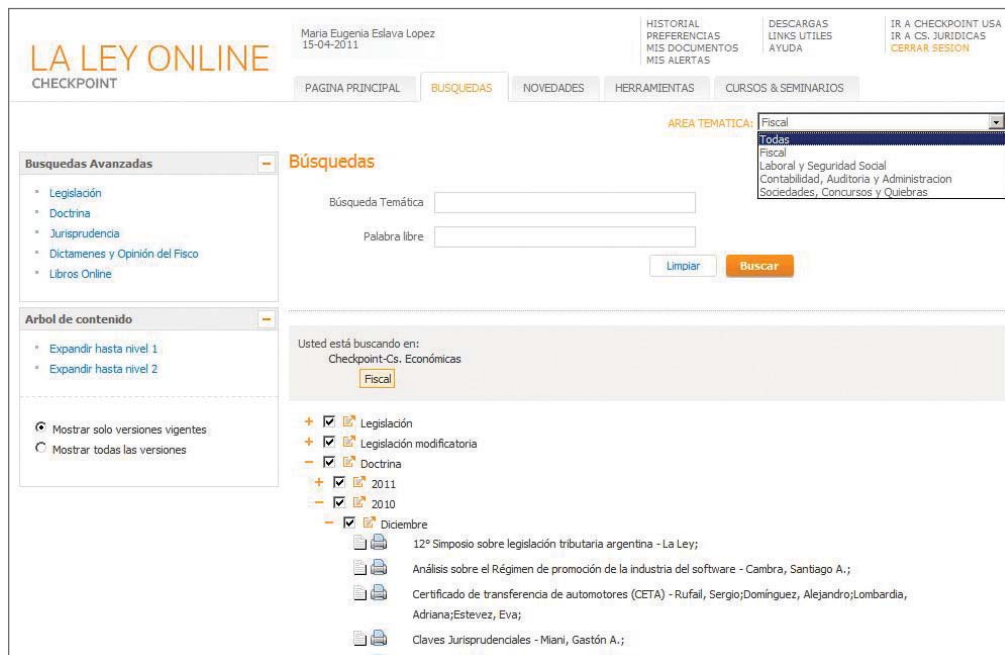 LA LEY ONLINE
CHECKPOINT
Maria Eugenia Eslava Lopez
15-04-2011
HISTORIAL
PREFERENCIAS
MIS DOCUMENTOS
MIS ALERTAS
DESCARGAS
LINKS UTILES
AYUDA
IR A CHECKPOINT USA
IR A CS. JURIDICAS
CERRAR SESION
PAGINA PRINCIPAL
BUSQUEDAS
NOVEDADES
HERRAMIENTAS
CURSOS & SEMINARIOS
AREA TEMATICA: Fiscal
Todas
Fiscal
Laboral y Seguridad Social
Contabilidad, Auditoria y Administracion
Sociedades, Concursos y Quiebras
Busquedas Avanzadas
Legislación
Doctrina
Jurisprudencia
Dictamenes y Opinión del Fisco
Libros Online
Arbol de contenido
Expandir hasta nivel 1
Expandir hasta nivel 2
Mostrar solo versiones vigentes
Mostrar todas las versiones
Búsquedas
Búsqueda Temática
Palabra libre
Limpiar
Buscar
Usted está buscando en:
Checkpoint-Cs. Económicas
Fiscal
Legislación
Legislación modificatoria
Doctrina
2011
2010
Diciembre
12º Simposio sobre legislación tributaria argentina - La Ley;
Análisis sobre el Régimen de promoción de la industria del software - Cambra, Santiago A.;
Certificado de transferencia de automotores (CETA) - Rufail, Sergio;Domínguez, Alejandro;Lombardia,
Adriana;Estevez, Eva;
Claves Jurisprudenciales - Miani, Gastón A.;